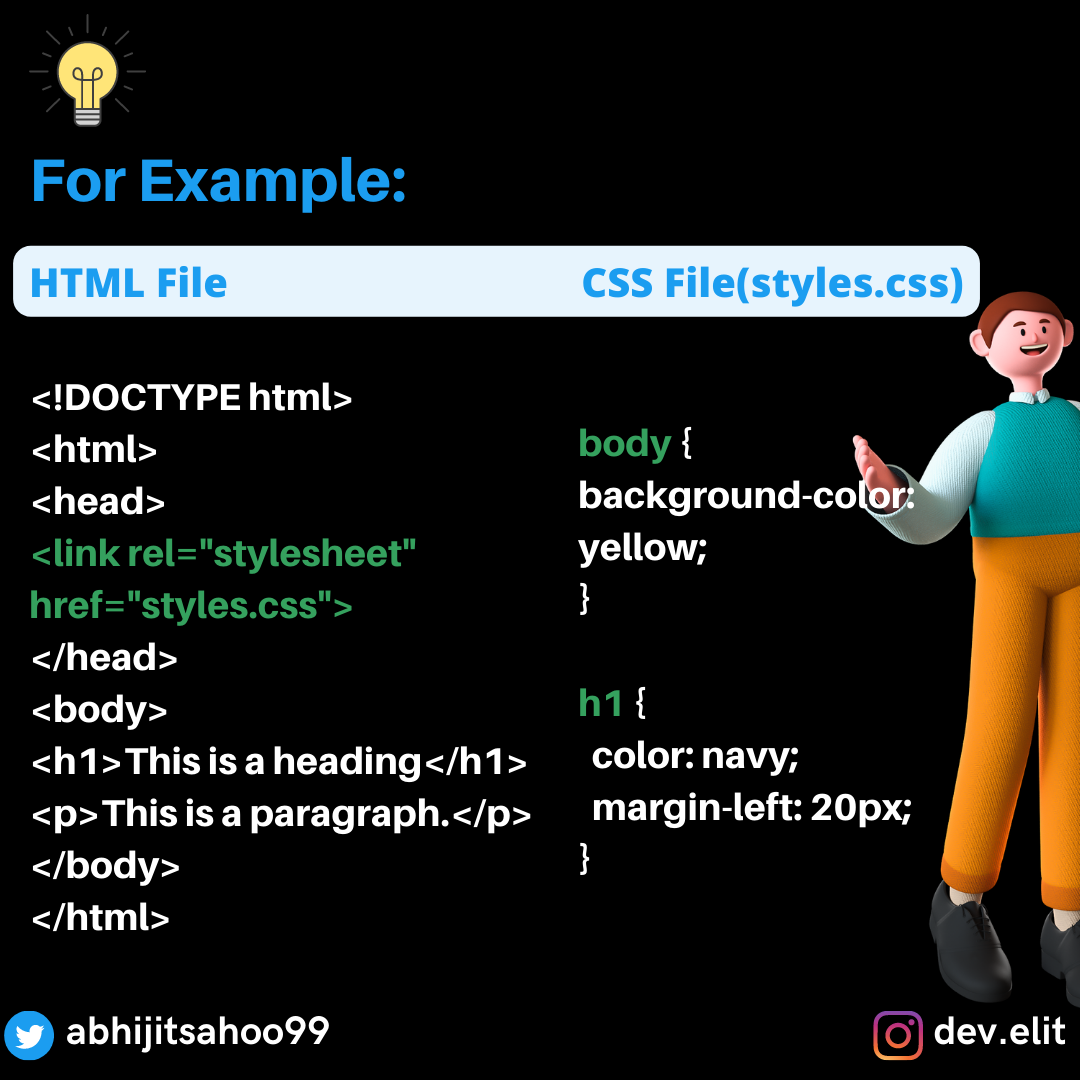 For Example:
HTML File
CSS File(styles.css)
<!DOCTYPE html>
<html>
<head>
<link rel="stylesheet"
href="styles.css">
</head>
<body>
<h1>This is a heading</h1>
<p>This is a paragraph.</p>
</body>
</html>
body {
background-color:
yellow;
}
h1 {
color: navy;
margin-left: 20px;
}
abhijitsahoo99
dev.elit